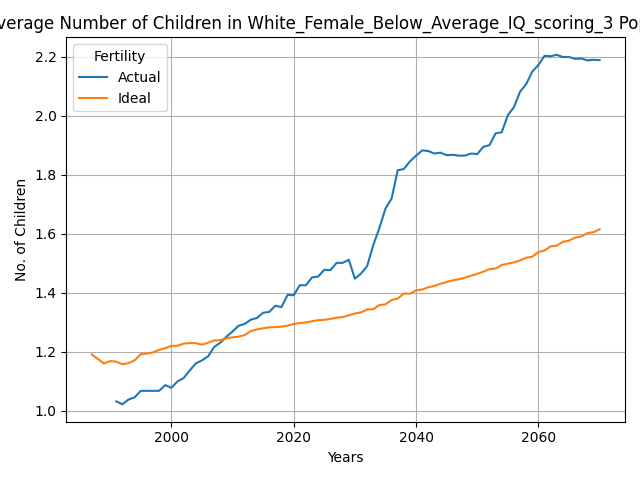 verage Number of Children in White_Female_Below_Average_IQ_scoring_3 Po
Fertility
Actual
Ideal
2.2
2.0
1.8
1.6
1.4
1.2
1.0
No. of Children
2000 2020 2040 2060
Years